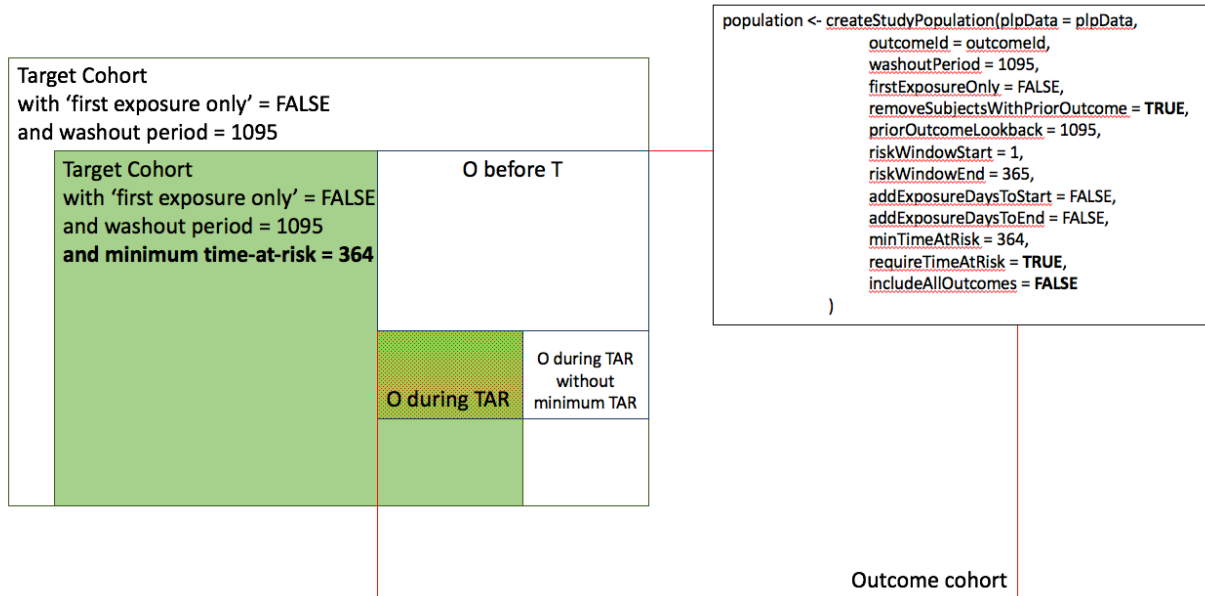 Target Cohort
with ‘first exposure only’ = FALSE
and washout period = 1095
Target Cohort
with ‘first exposure only’ = FALSE
and washout period = 1095
and minimum time-at-risk = 364
O before T
O during TAR
O during TAR
without
minimum TAR
population <- createStudyPopulation(plpData = plpData,
outcomeId = outcomeId,
washoutPeriod = 1095,
firstExposureOnly = FALSE,
removeSubjectsWithPriorOutcome = TRUE,
priorOutcomeLookback = 1095,
riskWindowStart = 1,
riskWindowEnd = 365,
addExposureDaysToStart = FALSE,
addExposureDaysToEnd = FALSE,
minTimeAtRisk = 364,
requireTimeAtRisk = TRUE,
includeAllOutcomes = FALSE
)
Outcome cohort